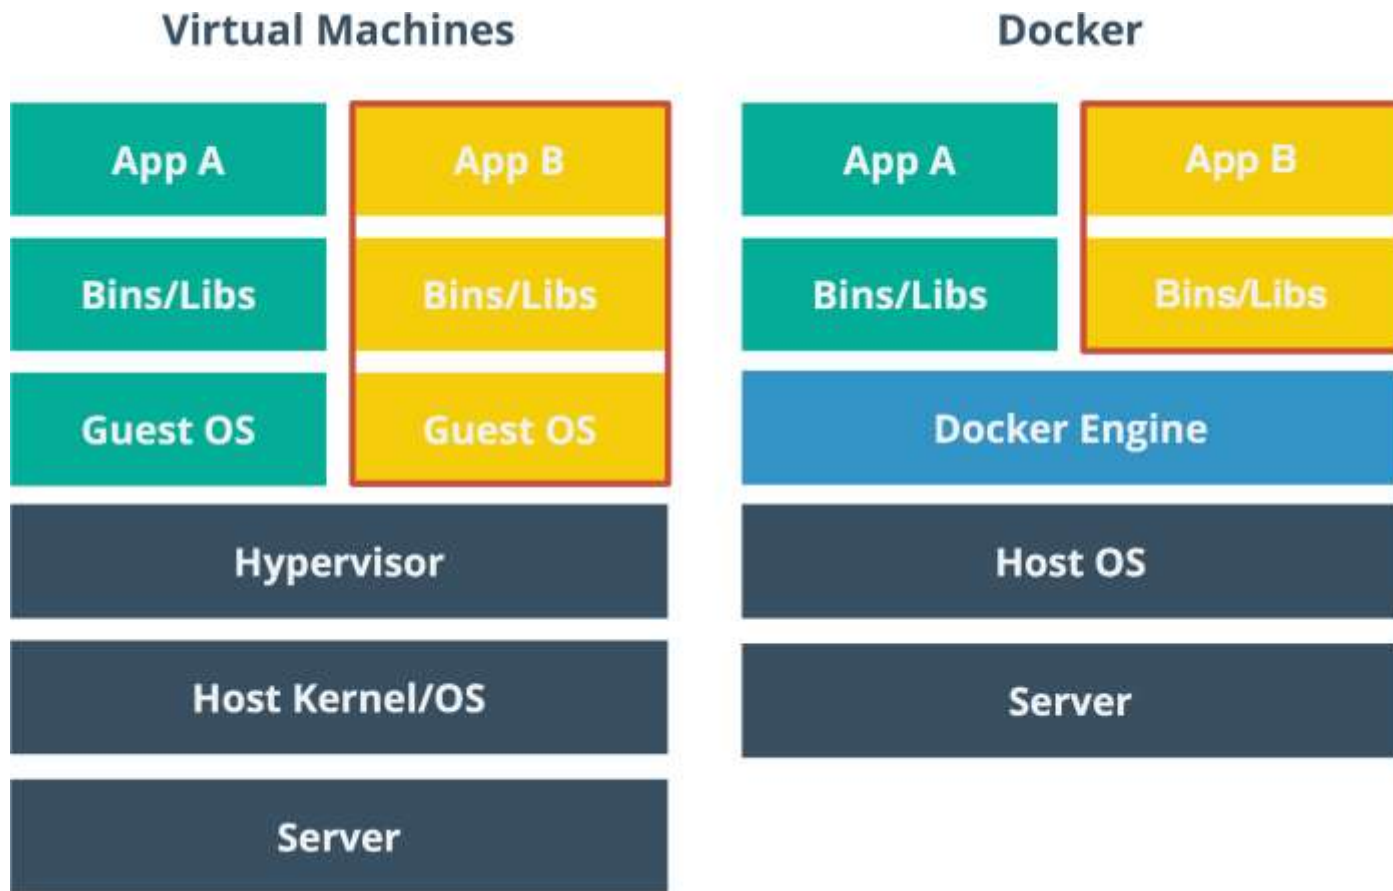 Virtual Machines
App A
App B
Bins/Libs
Bins/Libs
Guest OS
Guest OS
Hypervisor
Host Kernel/OS
Server
Docker
App A
App B
Bins/Libs
Bins/Libs
Docker Engine
Host OS
Server